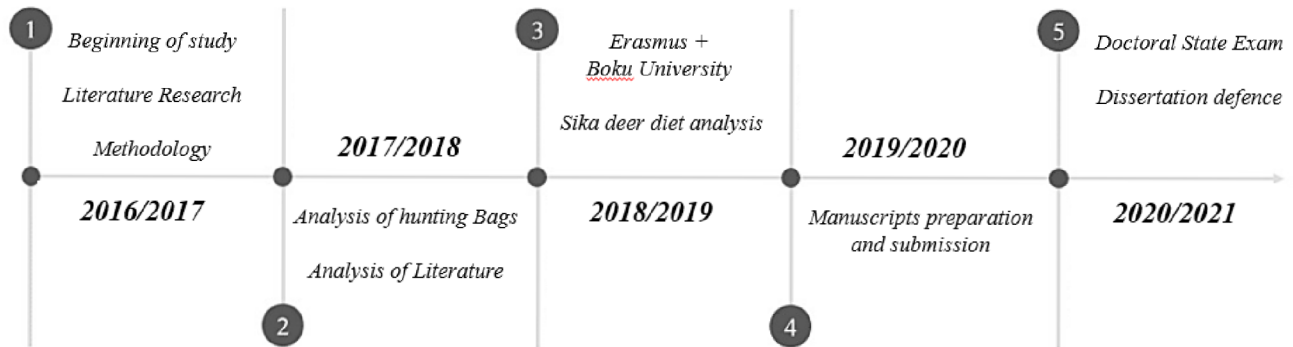 1
Beginning of study
Literature Research
Methodology
2016/2017
2017/2018
Analysis of hunting Bags
Analysis of Literature
2
3
Erasmus +
Boku University
Sika deer diet analysis
2018/2019
2019/2020
Manuscripts preparation
and submission
4
5
Doctoral State Exam
Dissertation defence
2020/2021